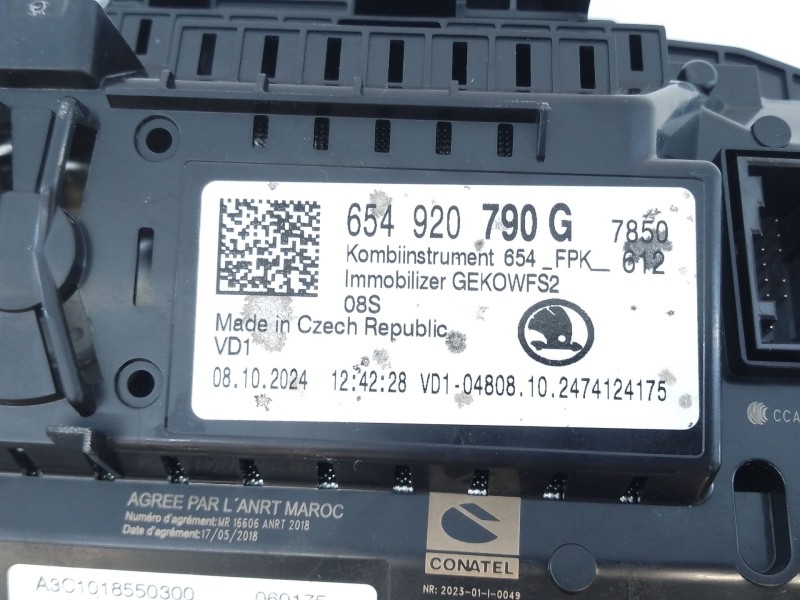 654 920 790 G 7850
Kombiinstrument 654 _FPK_ 612
Immobilizer GEKOWFS2
08S
Made in Czech Republic
VD1
08.10.2024 12:42:28 VD1-04808.10.2474124175
CCA
AGREE PAR L'ANRT MAROC
Numéro d'agrément:MR 16606 ANRT 2018
Date d'agrément:17/05/2018
CONATEL
NR: 2023-01-I-0049
A3C1018550300 060175